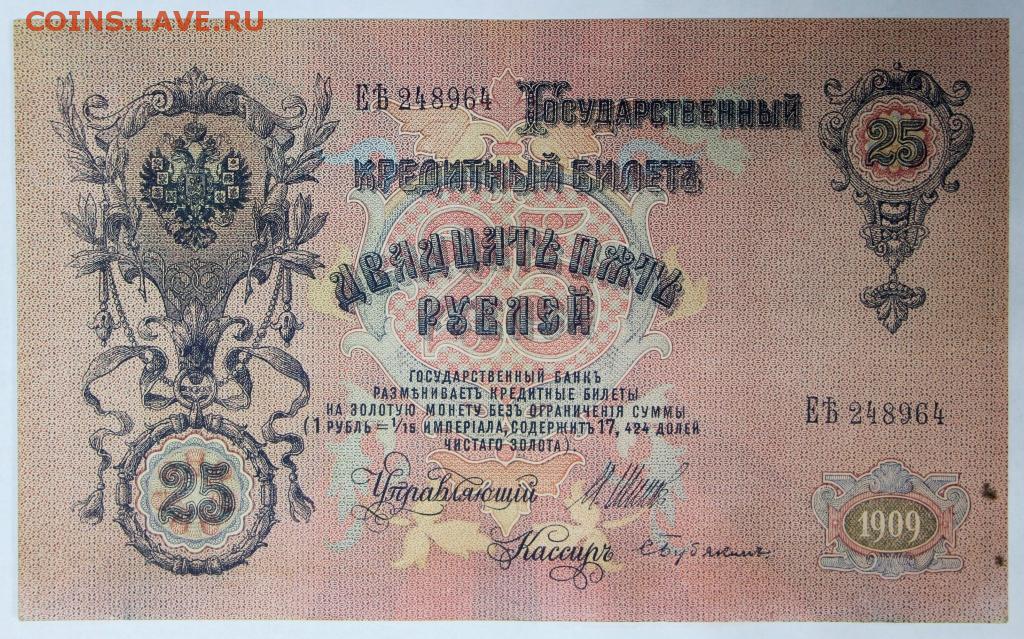 COINS.LAVE.RU
ЕѢ 248964
ГОСУДАРСТВЕННЫЙ
КРЕДИТНЫЙ БИЛЕТЪ
25
ДВАДЦАТЬ ПЯТЬ
РУБЛЕЙ
25
ГОСУДАРСТВЕННЫЙ БАНКЪ
РАЗМѢНИВАЕТЪ КРЕДИТНЫЕ БИЛЕТЫ
НА ЗОЛОТУЮ МОНЕТУ БЕЗЪ ОГРАНИЧЕНІЯ СУММЫ
(1 РУБЛЬ = 1/15 ИМПЕРІАЛА, СОДЕРЖИТЪ 17, 424 ДОЛЕЙ
ЧИСТАГО ЗОЛОТА)
ЕѢ 248964
25
Управляющій
И Шипов
1909
Кассиръ
СБубякинъ